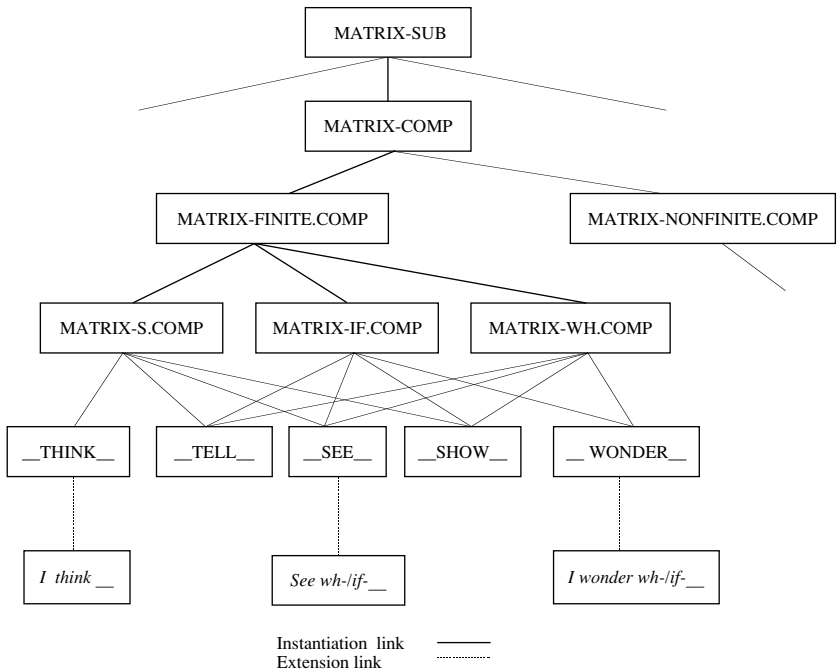 MATRIX-SUB
MATRIX-COMP
MATRIX-FINITE.COMP
MATRIX-NONFINITE.COMP
MATRIX-S.COMP
MATRIX-IF.COMP
MATRIX-WH.COMP
__THINK__
__TELL__
__SEE__
__SHOW__
__ WONDER__
I think __
See wh-/if-__
I wonder wh-/if-__
Instantiation link
Extension link